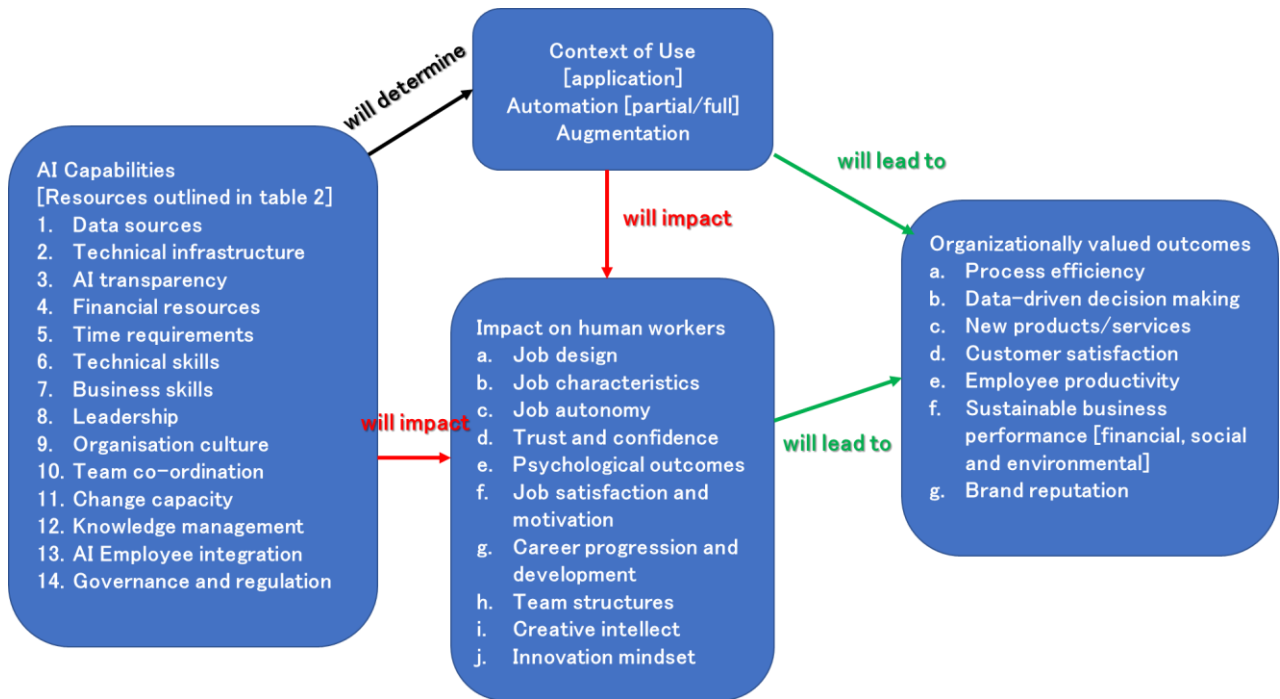 will determine
Context of Use
[application]
Automation [partial/full]
Augmentation
AI Capabilities
[Resources outlined in table 2]
1. Data sources
2. Technical infrastructure
3. AI transparency
4. Financial resources
5. Time requirements
6. Technical skills
7. Business skills
8. Leadership
9. Organisation culture
10. Team co-ordination
11. Change capacity
12. Knowledge management
13. AI Employee integration
14. Governance and regulation
will impact
will impact
Impact on human workers
a. Job design
b. Job characteristics
c. Job autonomy
d. Trust and confidence
e. Psychological outcomes
f. Job satisfaction and
motivation
g. Career progression and
development
h. Team structures
i. Creative intellect
j. Innovation mindset
will lead to
will lead to
Organizationally valued outcomes
a. Process efficiency
b. Data-driven decision making
c. New products/services
d. Customer satisfaction
e. Employee productivity
f. Sustainable business
performance [financial, social
and environmental]
g. Brand reputation